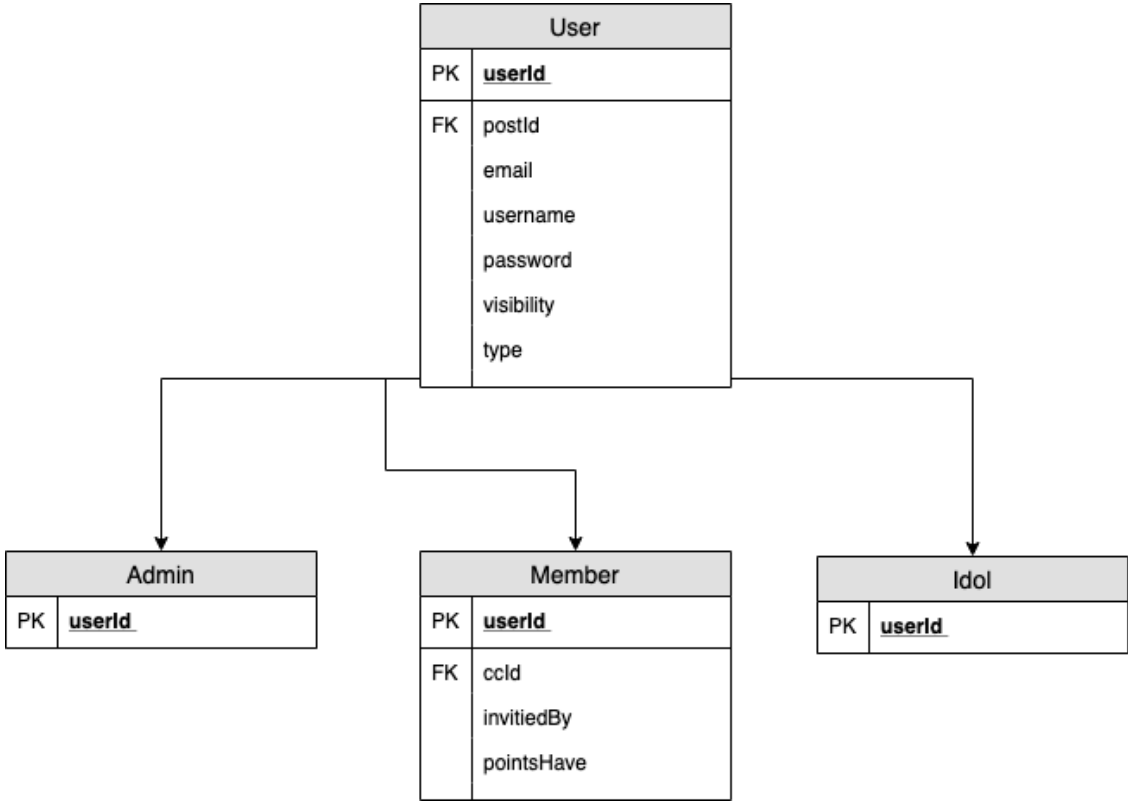 User
PK userId
FK postId
email
username
password
visibility
type
Admin
PK userId
Member
PK userId
FK ccId
invitiedBy
pointsHave
Idol
PK userId